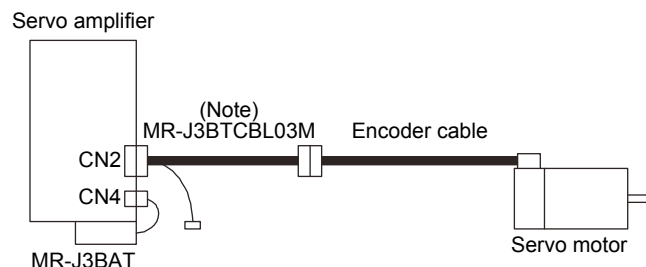 Servo amplifier
(Note)
MR-J3BTCBL03M
Encoder cable
CN2
CN4
MR-J3BAT
Servo motor